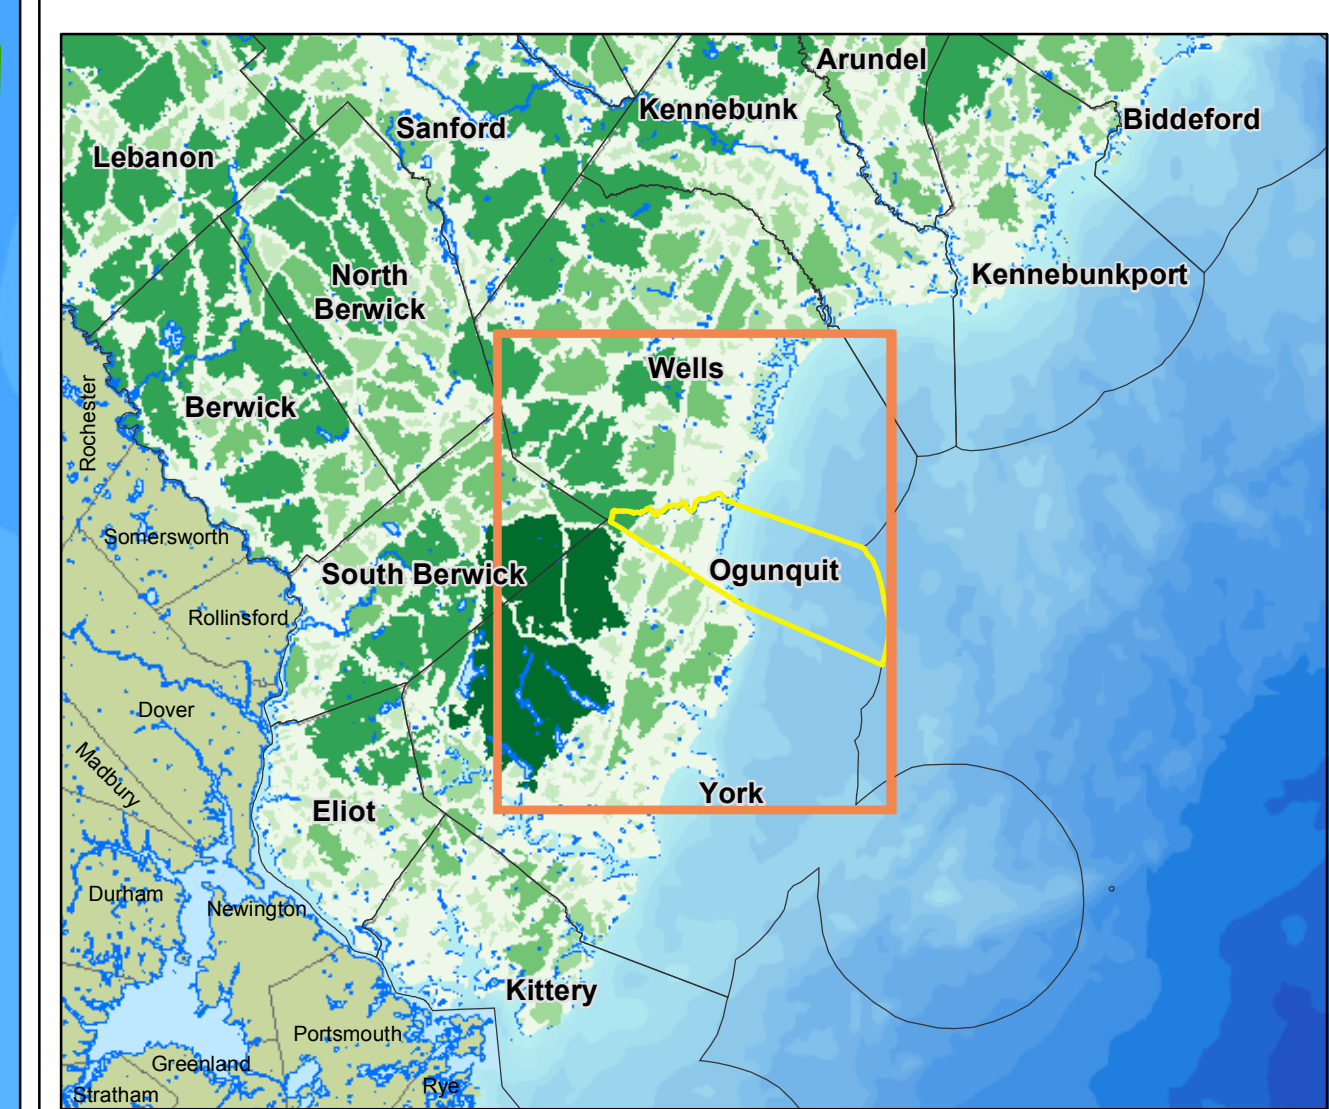 Arundel
Kennebunk
Biddeford
Sanford
Lebanon
North
Berwick
Kennebunkport
Wells
Berwick
Rochester
Somersworth
South Berwick
Ogunquit
Rollinsford
Dover
Madbury
York
Eliot
Durham
Newington
Kittery
Portsmouth
Greenland
Rye
Stratham